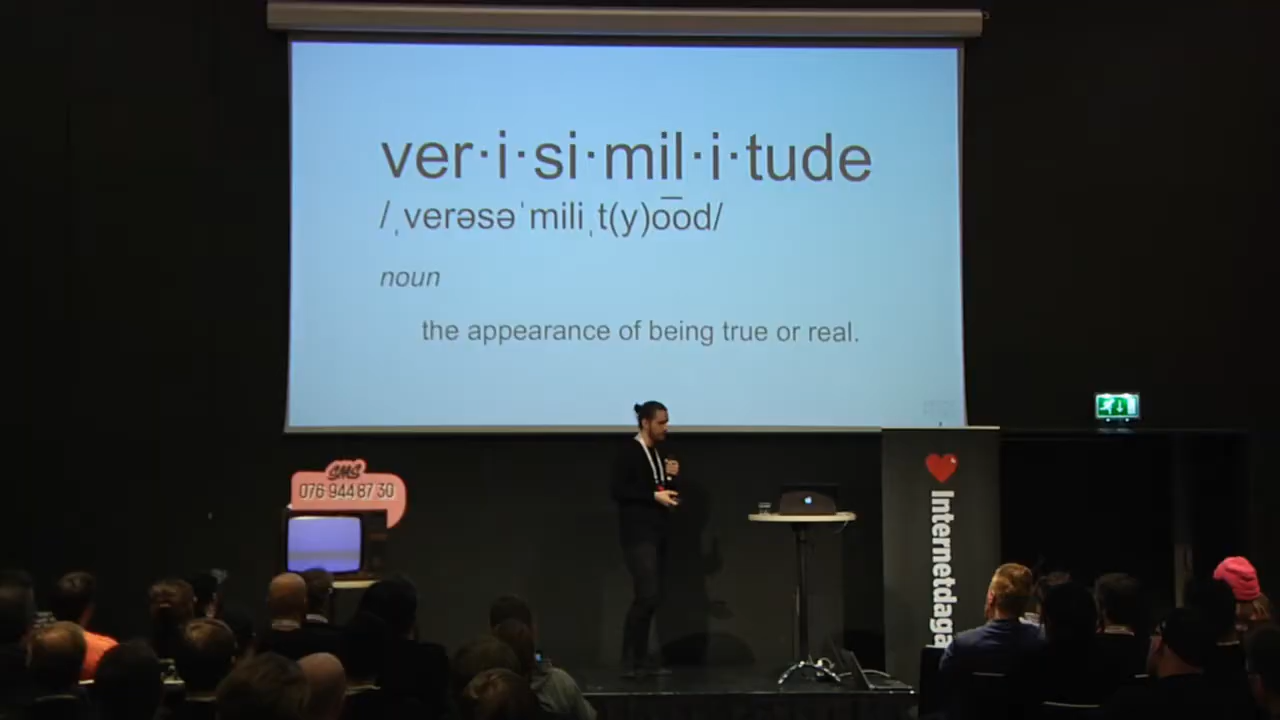 ver·i·si·mil·i·tude
/ˌverəsəˈmiliˌt(y)o͞od/
noun
the appearance of being true or real.
SMS
076 944 87 30
Internetdaga